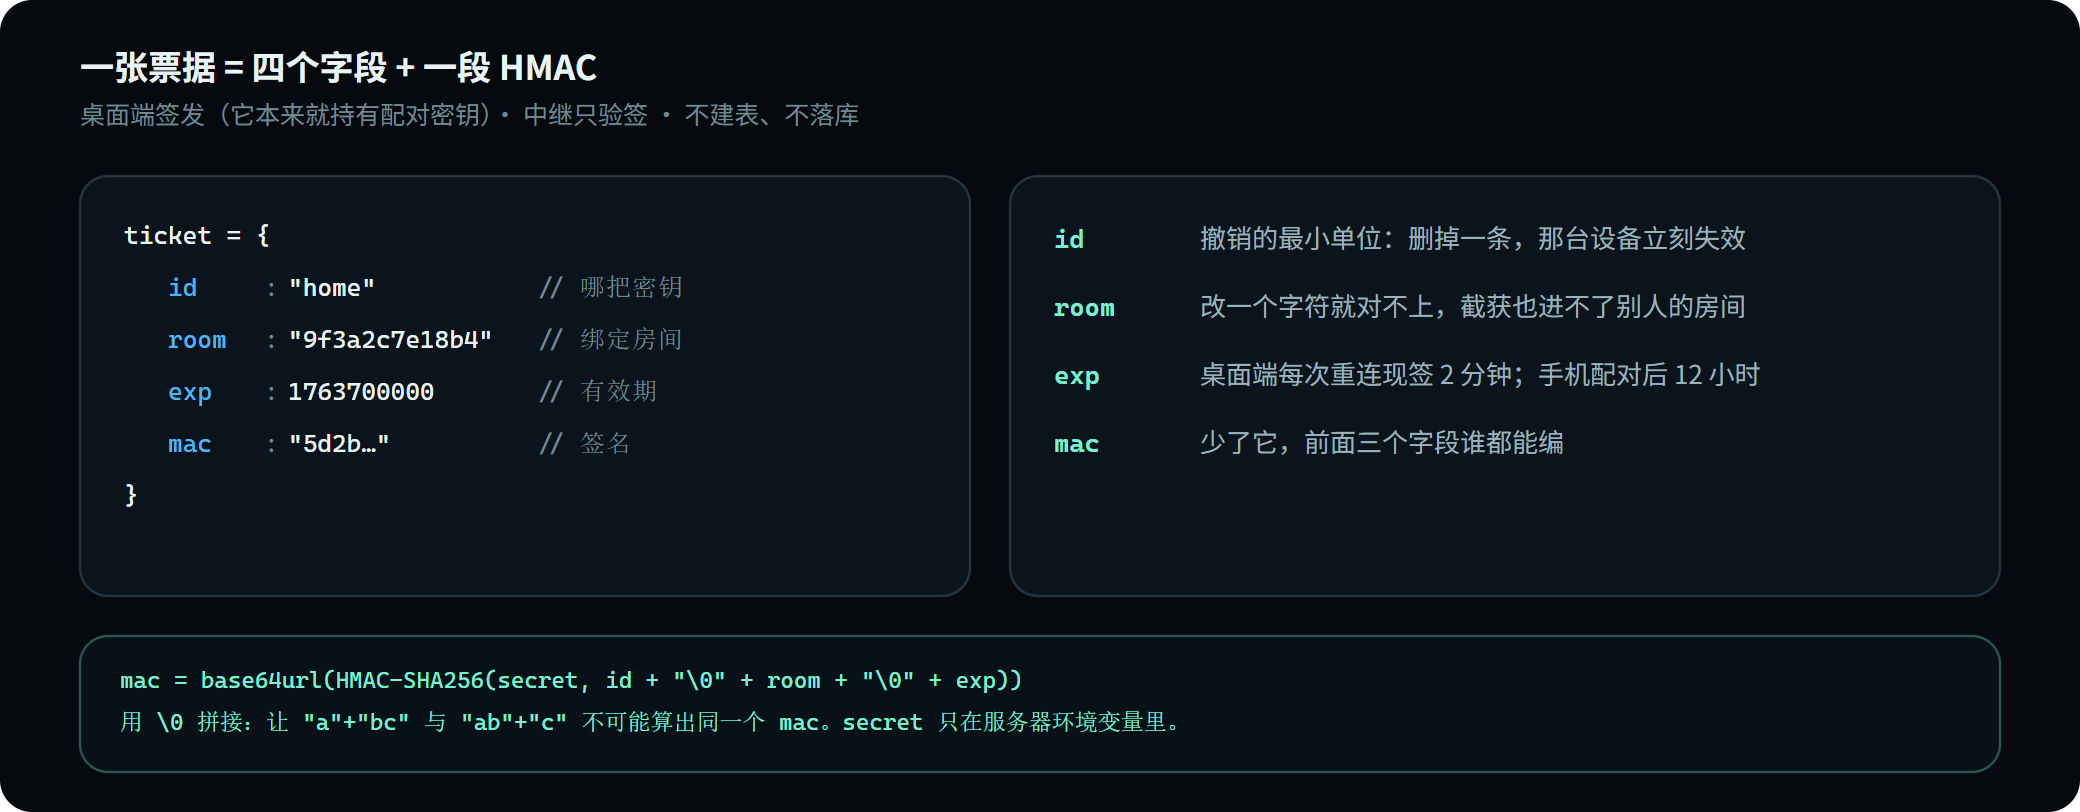 一张票据 = 四个字段 + 一段 HMAC
桌面端签发（它本来就持有配对密钥）· 中继只验签 · 不建表、不落库
ticket = {
id : "home" // 哪把密钥
room : "9f3a2c7e18b4" // 绑定房间
exp : 1763700000 // 有效期
mac : "5d2b…" // 签名
}
id 撤销的最小单位：删掉一条，那台设备立刻失效
room 改一个字符就对不上，截获也进不了别人的房间
exp 桌面端每次重连现签 2 分钟；手机配对后 12 小时
mac 少了它，前面三个字段谁都能编
mac = base64url(HMAC-SHA256(secret, id + "\0" + room + "\0" + exp))
用 \0 拼接：让 "a"+"bc" 与 "ab"+"c" 不可能算出同一个 mac。secret 只在服务器环境变量里。